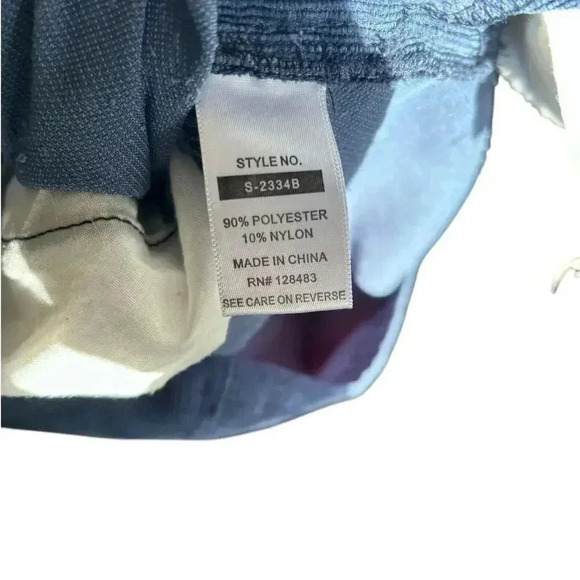 STYLE NO.
S-2334B
90% POLYESTER
10% NYLON
MADE IN CHINA
RN# 128483
SEE CARE ON REVERSE